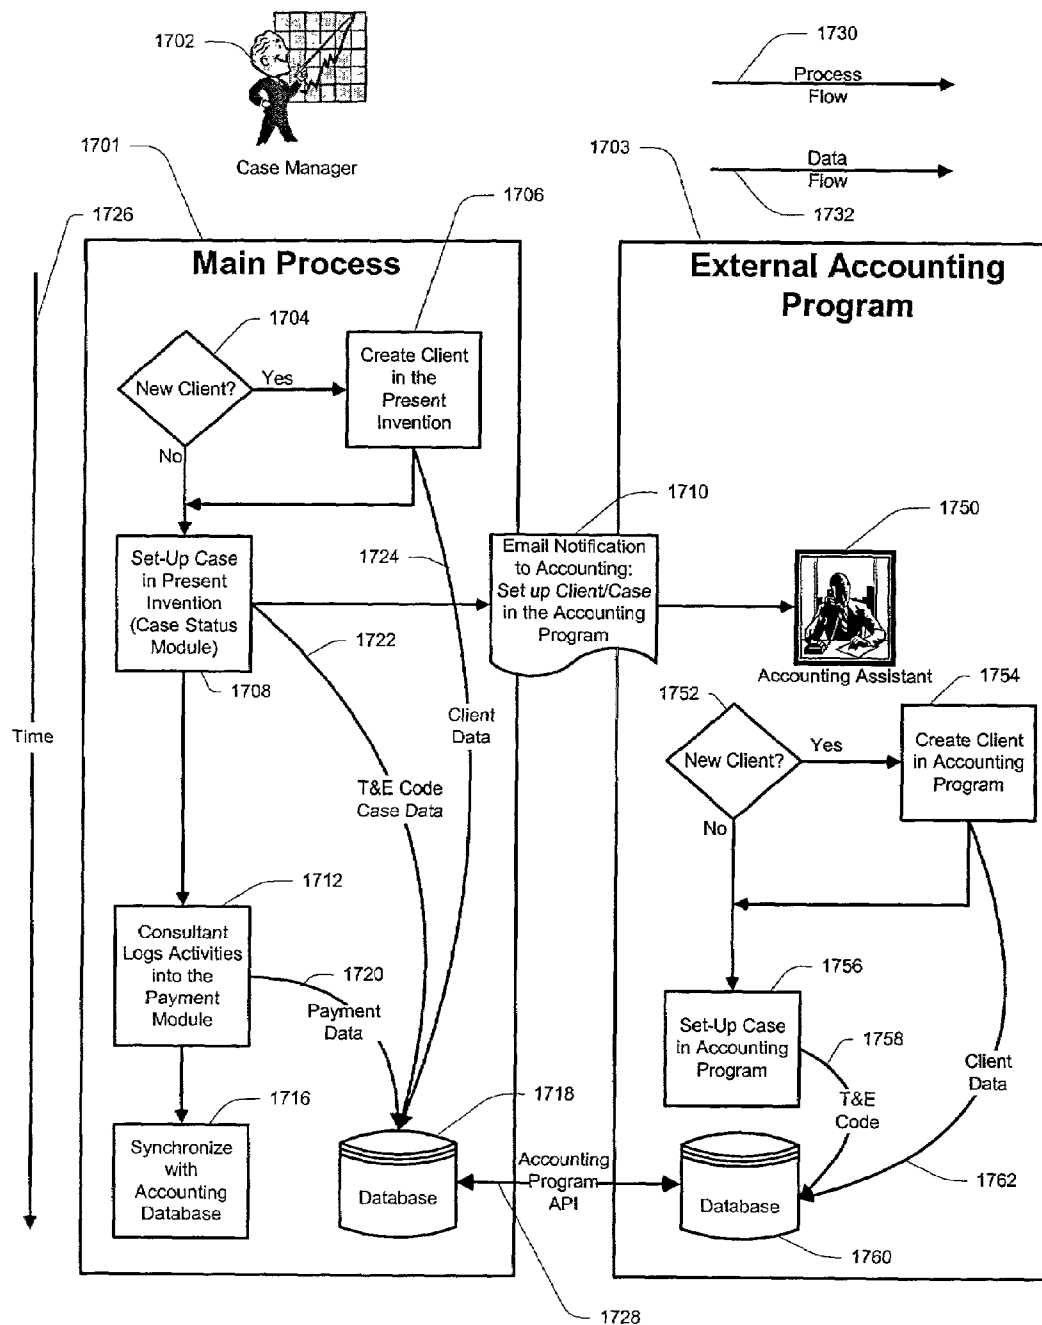 1702
Case Manager
1730
Process
Flow
Data
Flow
1732
1701
1726
1706
1703
Main Process
External Accounting
Program
1704
New Client?
Yes
No
Create Client
in the
Present
Invention
1710
Email Notification
to Accounting:
Set up Client/Case
in the Accounting
Program
1750
Accounting Assistant
Set-Up Case
in Present
Invention
(Case Status
Module)
1708
1724
1722
Time
Client
Data
T&E Code
Case Data
1752
1754
New Client?
Yes
No
Create Client
in Accounting
Program
1712
Consultant
Logs Activities
into the
Payment
Module
1720
Payment
Data
1756
Set-Up Case
in Accounting
Program
1758
T&E
Code
Client
Data
1716
Synchronize
with
Accounting
Database
1718
Database
Accounting
Program
API
Database
1762
1760
1728